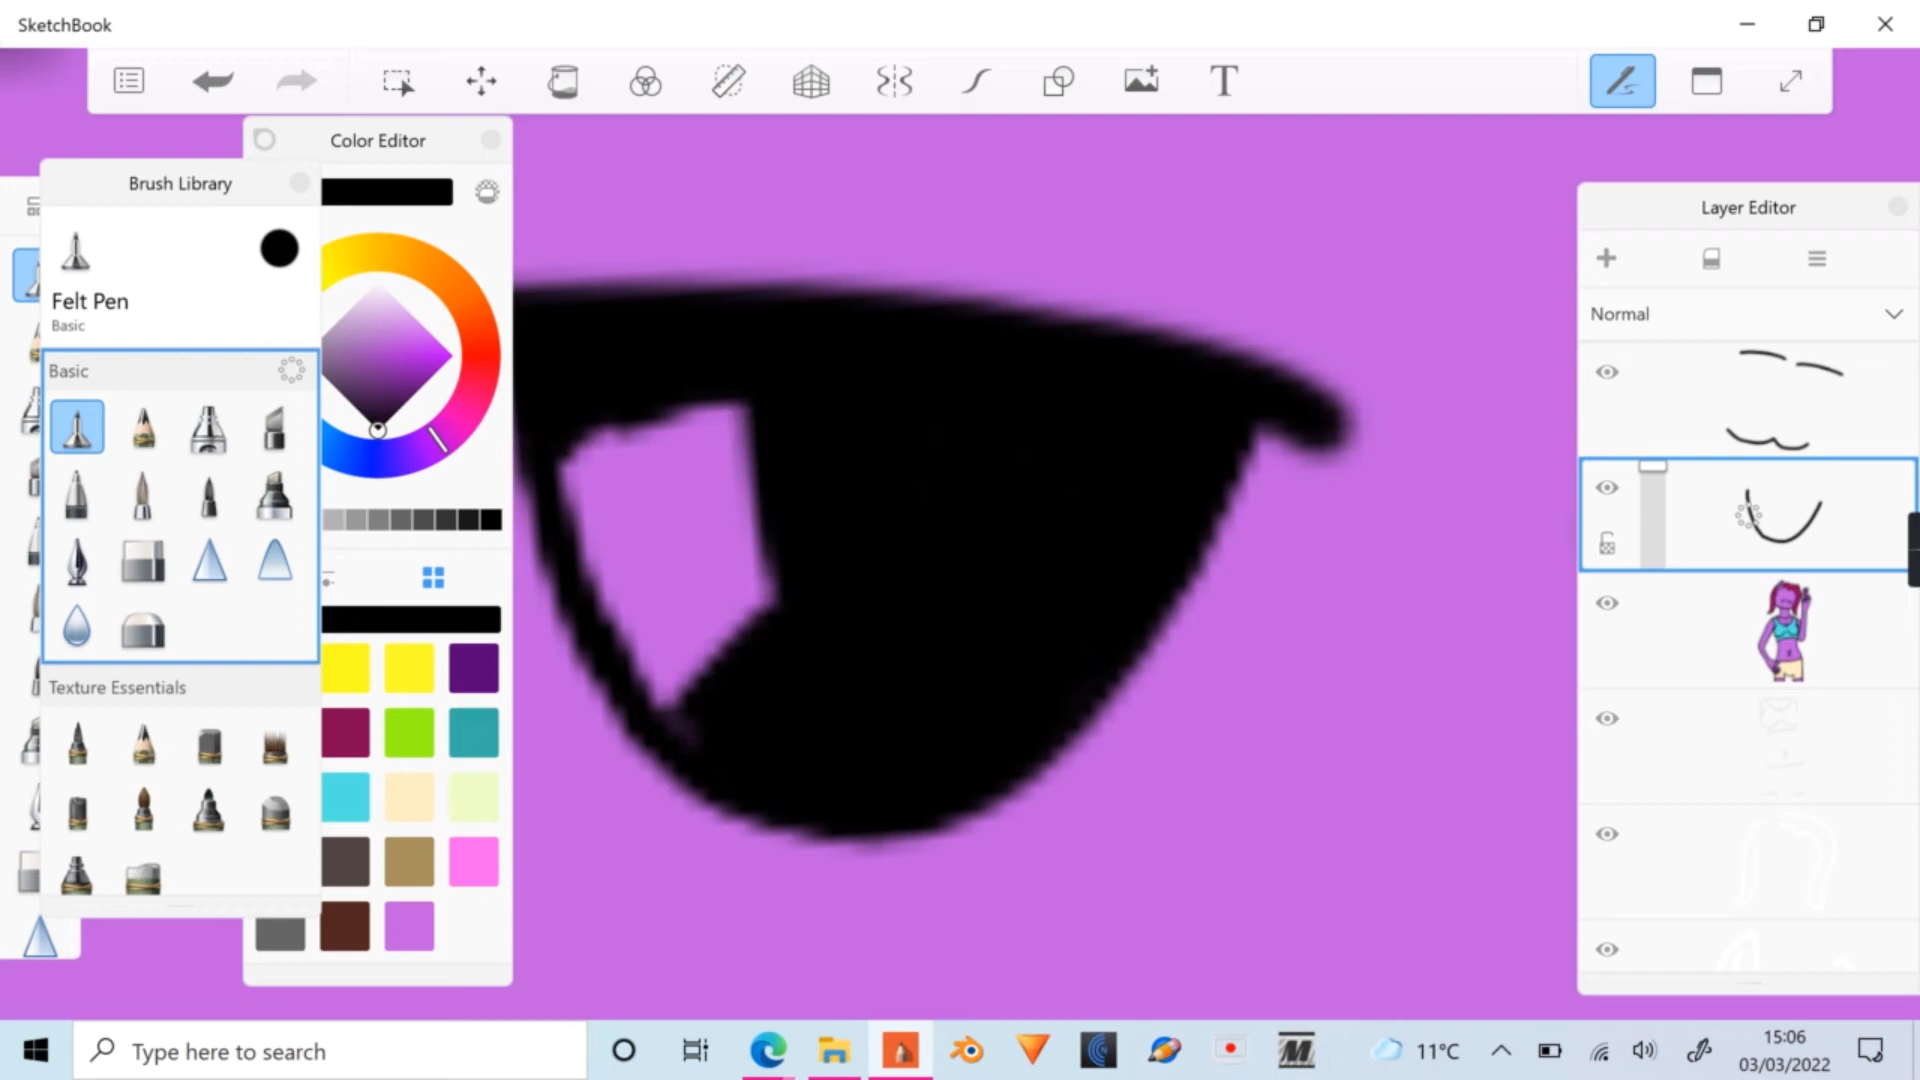 SketchBook
T
Color Editor
Brush Library
Layer Editor
Felt Pen
Basic
Normal
Basic
Texture Essentials
Type here to search
11°C
15:06
03/03/2022